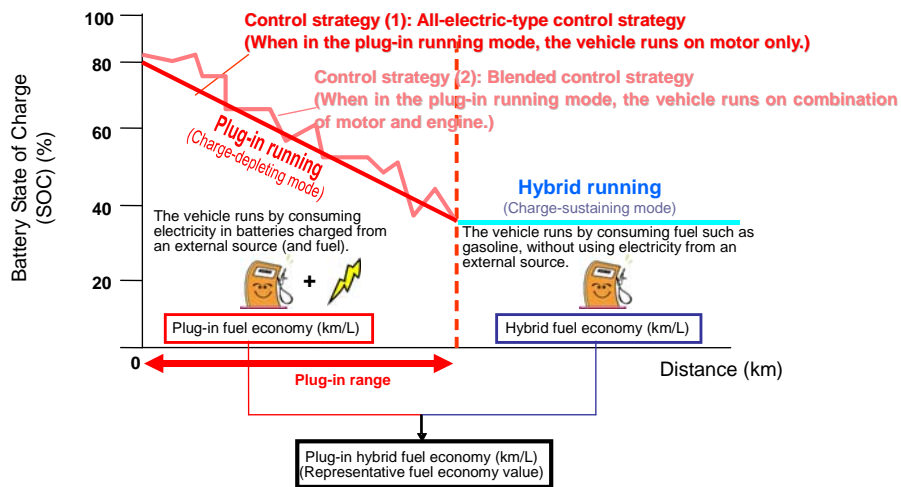 100
Control strategy (1): All-electric-type control strategy
(When in the plug-in running mode, the vehicle runs on motor only.)
80
Control strategy (2): Blended control strategy
(When in the plug-in running mode, the vehicle runs on combination
of motor and engine.)
Battery State of Charge
(SOC) (%)
60
Plug-in running
(Charge-depleting mode)
Hybrid running
(Charge-sustaining mode)
40
The vehicle runs by consuming
electricity in batteries charged from
an external source (and fuel).
The vehicle runs by consuming fuel such as
gasoline, without using electricity from an
external source.
20
+
Plug-in fuel economy (km/L)
Hybrid fuel economy (km/L)
0
Distance (km)
Plug-in range
Plug-in hybrid fuel economy (km/L)
(Representative fuel economy value)